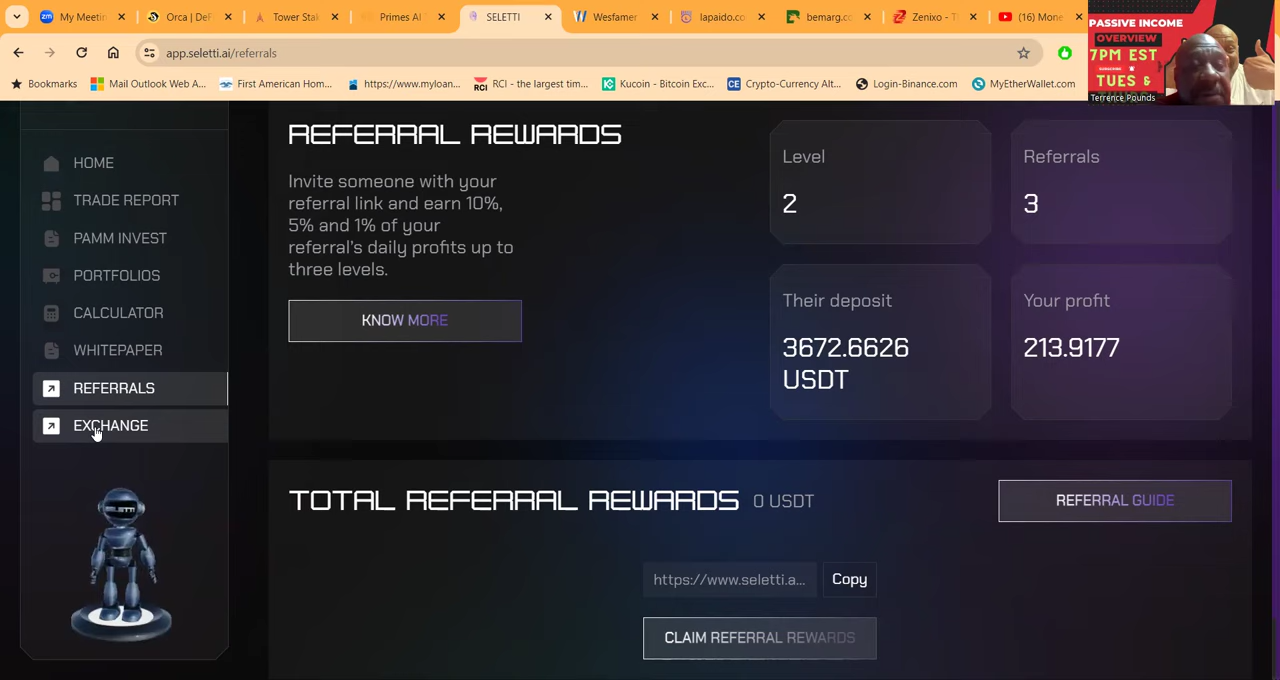 My Meetin
Orca | DeF
Tower Stak
Primes AI
SELETTI
Wesfamer
lapaido.co
bemarg.co
Zenixo - T
(16) Mone
app.seletti.ai/referrals
Bookmarks
Mail Outlook Web A...
First American Hom...
https://www.myloan...
RCI
RCI - the largest tim...
Kucoin - Bitcoin Exc...
CE
Crypto-Currency Alt...
Login-Binance.com
MyEtherWallet.com
PASSIVE INCOME
OVERVIEW
7PM EST
TUES &
Terrence Pounds
HOME
TRADE REPORT
PAMM INVEST
PORTFOLIOS
CALCULATOR
WHITEPAPER
REFERRALS
EXCHANGE
SELETTI
REFERRAL REWARDS
Invite someone with your
referral link and earn 10%,
5% and 1% of your
referral's daily profits up to
three levels.
KNOW MORE
Level
2
Referrals
3
Their deposit
3672.6626
USDT
Your profit
213.9177
TOTAL REFERRAL REWARDS 0 USDT
REFERRAL GUIDE
https://www.seletti.a...
Copy
CLAIM REFERRAL REWARDS